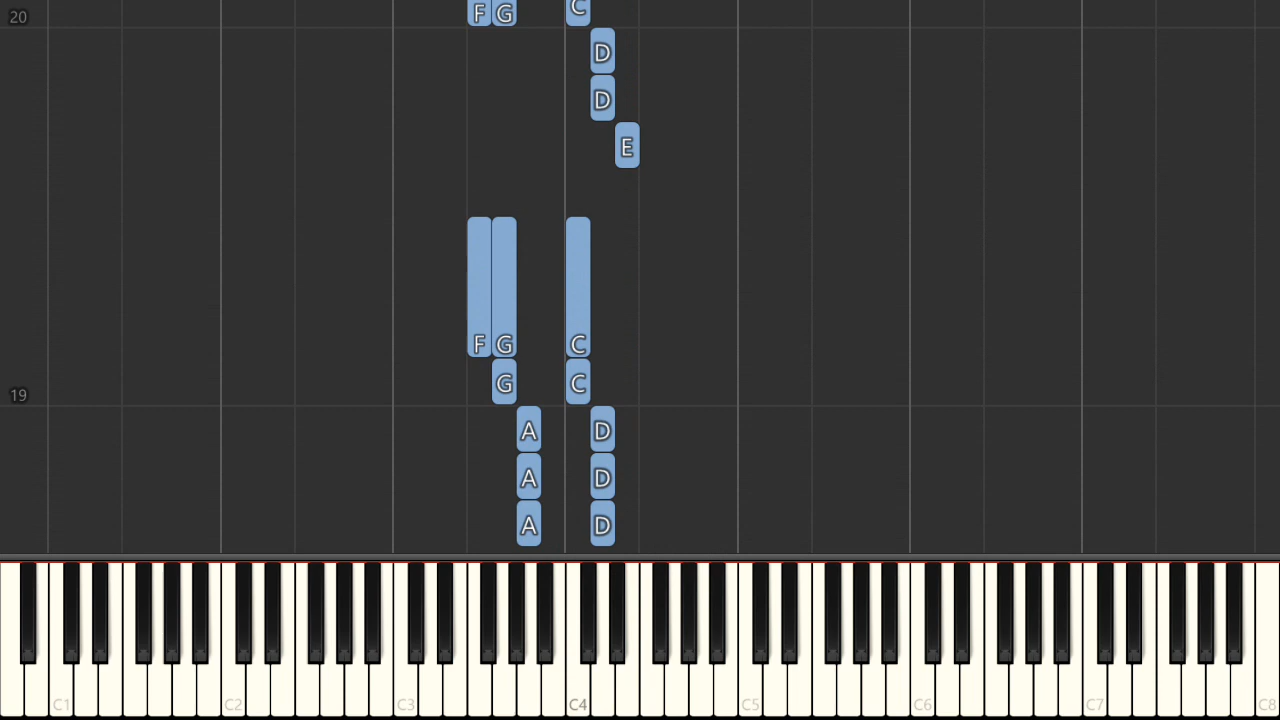 20 F G C
D
D
E
F G C
19 G C
A D
A D
A D
C1 C2 C3 C4 C5 C6 C7 C8